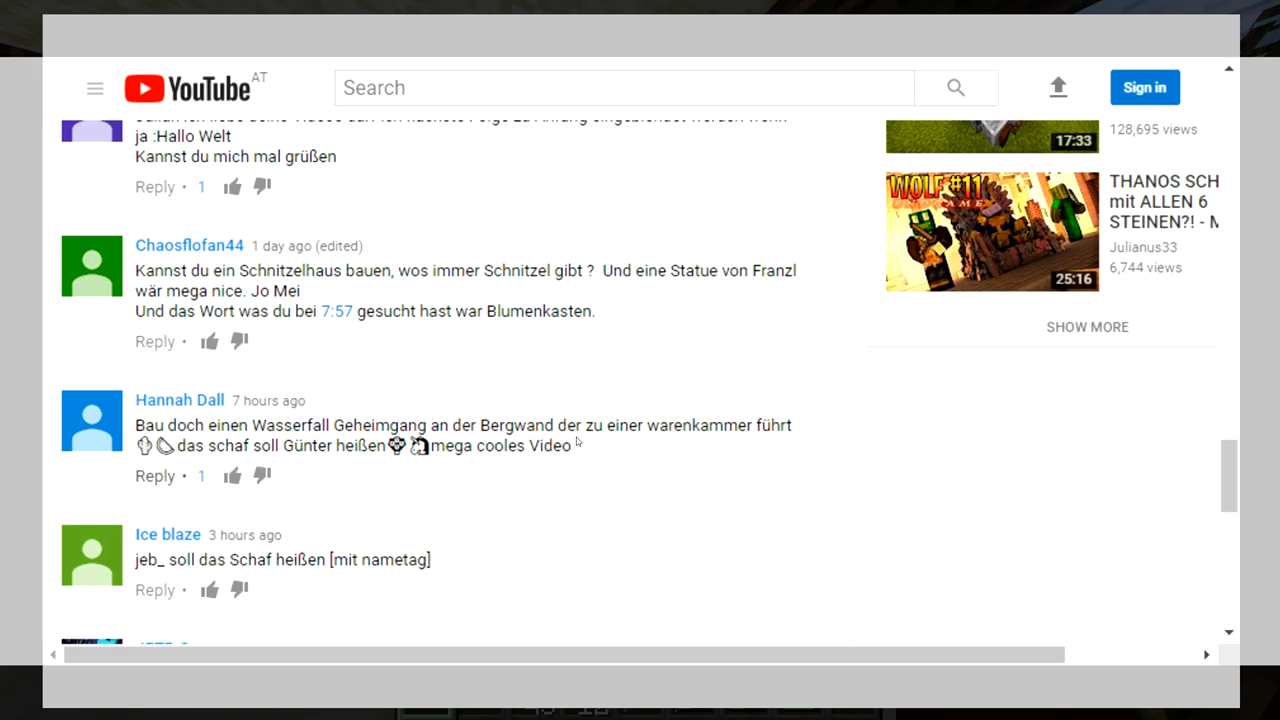 YouTube AT
Search
Sign in
ja :Hallo Welt
Kannst du mich mal grüßen
Reply • 1
Chaosflofan44 1 day ago (edited)
Kannst du ein Schnitzelhaus bauen, wos immer Schnitzel gibt ? Und eine Statue von Franzl
wär mega nice. Jo Mei
Und das Wort was du bei 7:57 gesucht hast war Blumenkasten.
Reply •
Hannah Dall 7 hours ago
Bau doch einen Wasserfall Geheimgang an der Bergwand der zu einer warenkammer führt
das schaf soll Günter heißen mega cooles Video
Reply • 1
Ice blaze 3 hours ago
jeb_ soll das Schaf heißen [mit nametag]
Reply •
17:33
128,695 views
WOLF #11
25:16
THANOS SCH
mit ALLEN 6
STEINEN?! - M
Julianus33
6,744 views
SHOW MORE